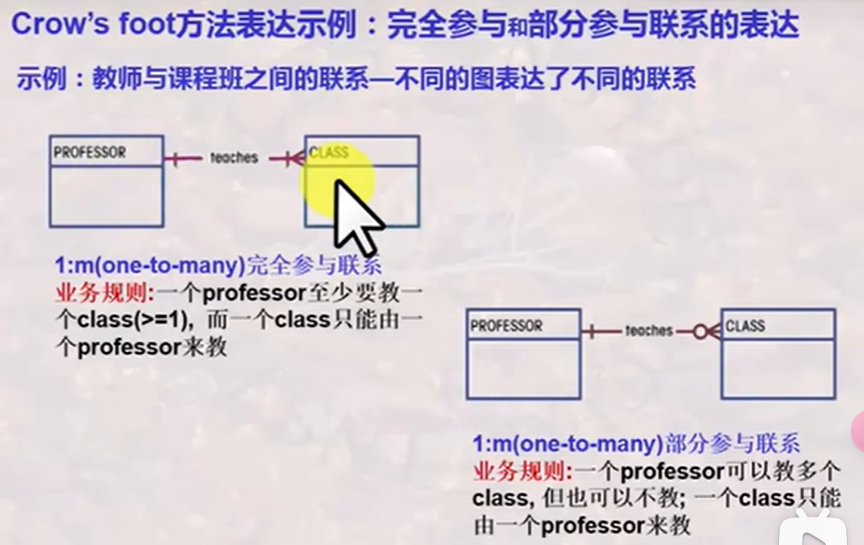 Crow's foot方法表达示例：完全参与和部分参与联系的表达
示例：教师与课程班之间的联系—不同的图表达了不同的联系
PROFESSOR
teaches
CLASS
1:m(one-to-many)完全参与联系
业务规则:一个professor至少要教一
个class(>=1), 而一个class只能由一
个professor来教
PROFESSOR
teaches
CLASS
1:m(one-to-many)部分参与联系
业务规则:一个professor可以教多个
class, 但也可以不教; 一个class只能
由一个professor来教